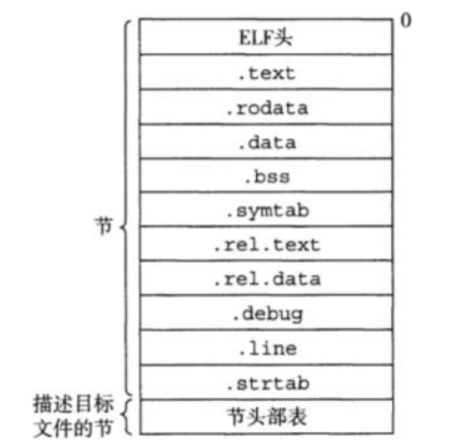 0
ELF头
.text
.rodata
.data
.bss
.symtab
节
.rel.text
.rel.data
.debug
.line
.strtab
描述目标
文件的节
节头部表